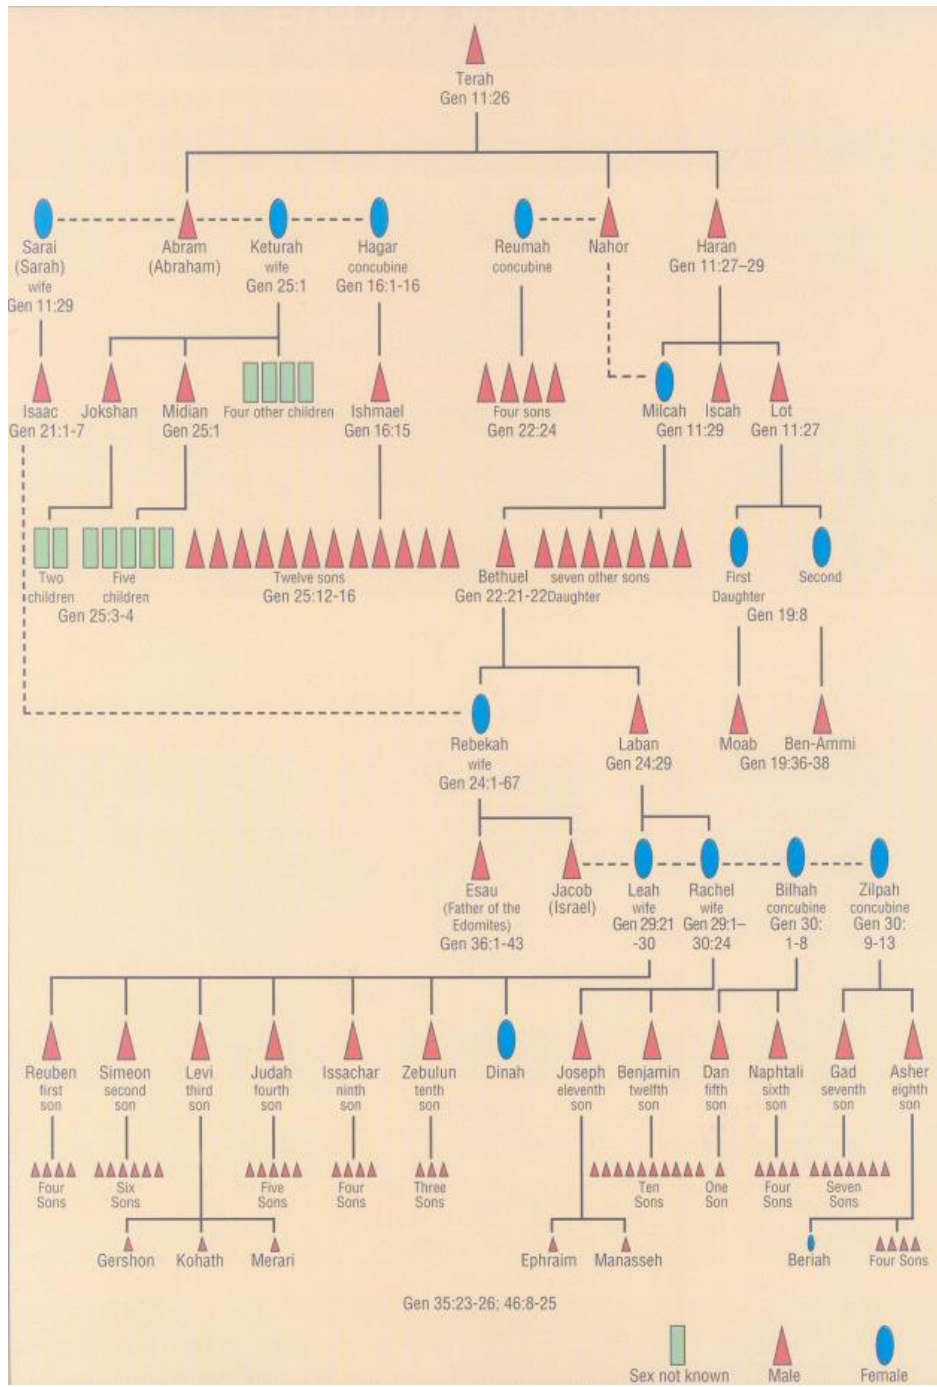 Terah
Gen 11:26
Sarai
(Sarah)
wife
Gen 11:29
Abram
(Abraham)
Keturah
wife
Gen 25:1
Hagar
concubine
Gen 16:1-16
Reumah
concubine
Nahor
Haran
Gen 11:27–29
Isaac
Gen 21:1-7
Jokshan
Midian
Gen 25:1
Four other children
Ishmael
Gen 16:15
Four sons
Gen 22:24
Milcah
Gen 11:29
Iscah
Lot
Gen 11:27
Two
children
Five
children
Gen 25:3-4
Twelve sons
Gen 25:12-16
Bethuel
Gen 22:21-22
seven other sons
Daughter
First
Daughter
Second
Gen 19:8
Rebekah
wife
Gen 24:1-67
Laban
Gen 24:29
Moab
Ben-Ammi
Gen 19:36-38
Esau
(Father of the
Edomites)
Gen 36:1-43
Jacob
(Israel)
Leah
wife
Gen 29:21
-30
Rachel
wife
Gen 29:1–
30:24
Bilhah
concubine
Gen 30:
1-8
Zilpah
concubine
Gen 30:
9-13
Reuben
first
son
Simeon
second
son
Levi
third
son
Judah
fourth
son
Issachar
ninth
son
Zebulun
tenth
son
Dinah
Joseph
eleventh
son
Benjamin
twelfth
son
Dan
fifth
son
Naphtali
sixth
son
Gad
seventh
son
Asher
eighth
son
Four
Sons
Six
Sons
Five
Sons
Four
Sons
Three
Sons
Ten
Sons
One
Son
Four
Sons
Seven
Sons
Gershon
Kohath
Merari
Ephraim
Manasseh
Beriah
Four Sons
Gen 35:23-26; 46:8-25
Sex not known
Male
Female